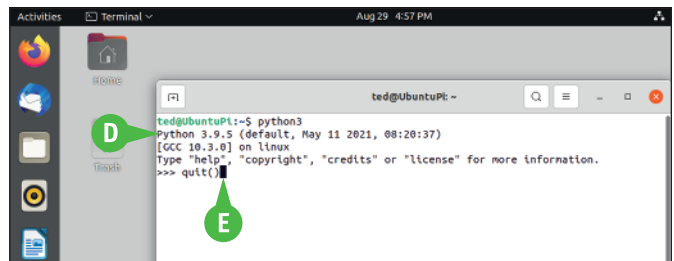 Activities Terminal Aug 29 4:57 PM
Home
ted@UbuntuPi: ~
ted@UbuntuPi:~$ python3
D
Python 3.9.5 (default, May 11 2021, 08:20:37)
[GCC 10.3.0] on linux
Type "help", "copyright", "credits" or "license" for more information.
Trash
>>> quit()
E